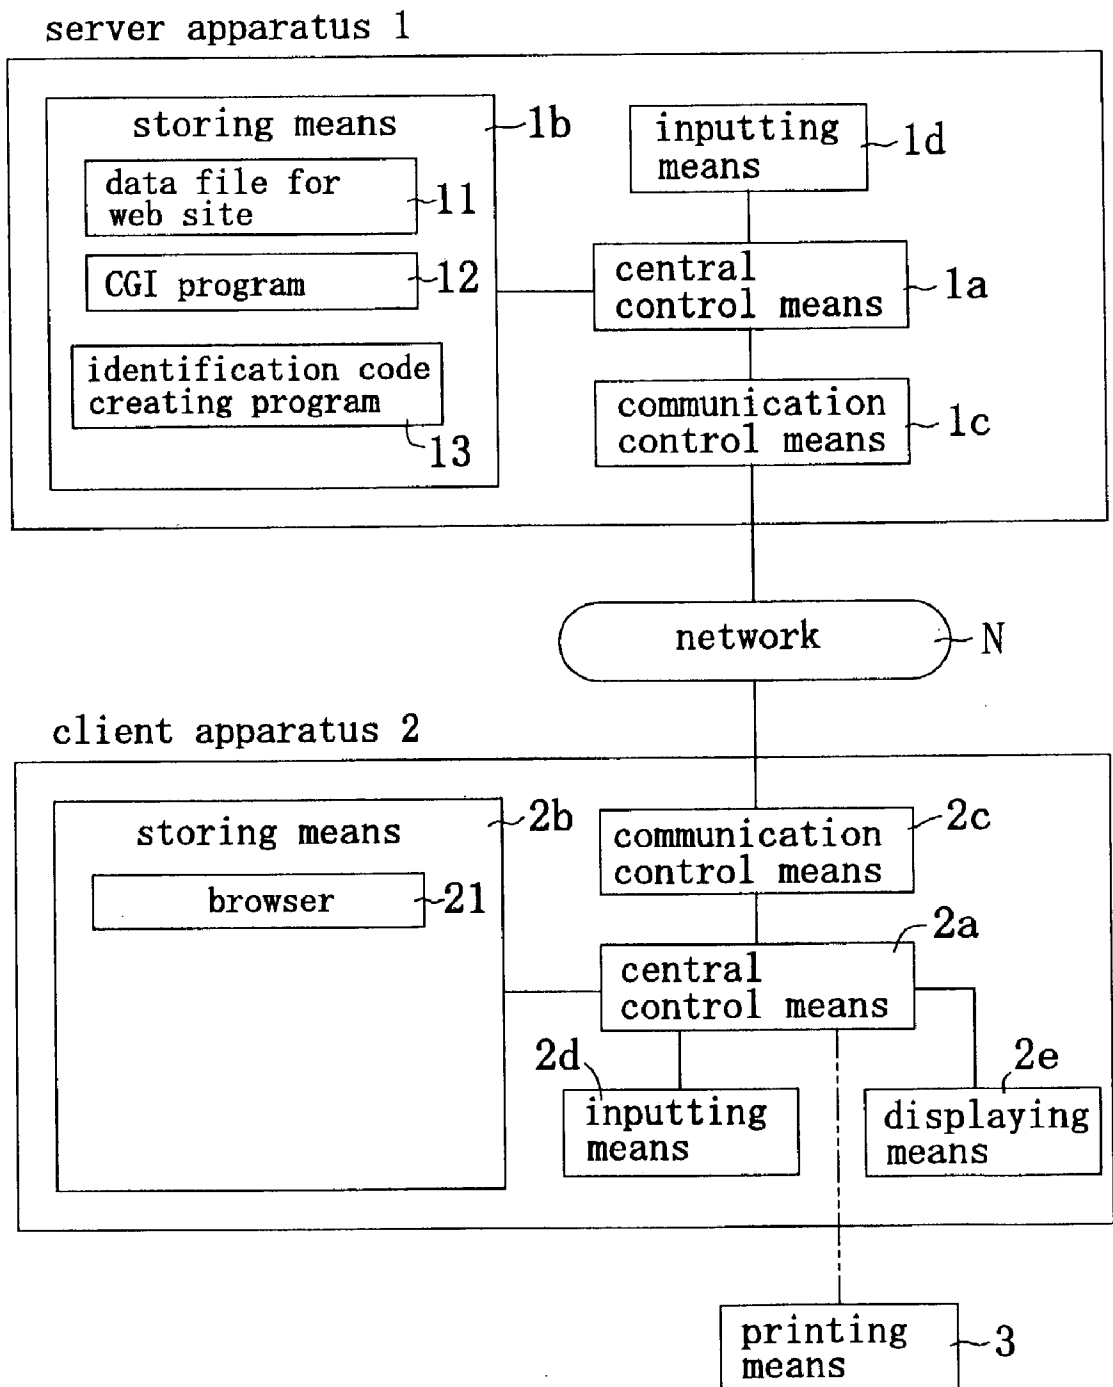 server apparatus 1
storing means
1b
data file for
web site
11
CGI program
12
identification code
creating program
13
inputting
means
1d
central
control means
1a
communication
control means
1c
network
N
client apparatus 2
storing means
2b
browser
21
communication
control means
2c
central
control means
2a
inputting
means
2d
displaying
means
2e
printing
means
3